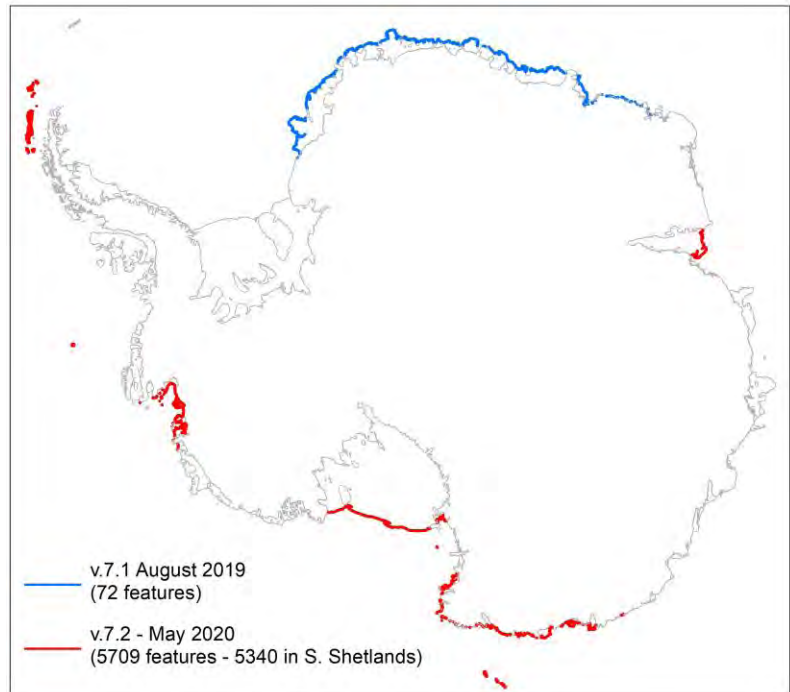 v.7.1 August 2019
(72 features)
v.7.2 - May 2020
(5709 features - 5340 in S. Shetlands)